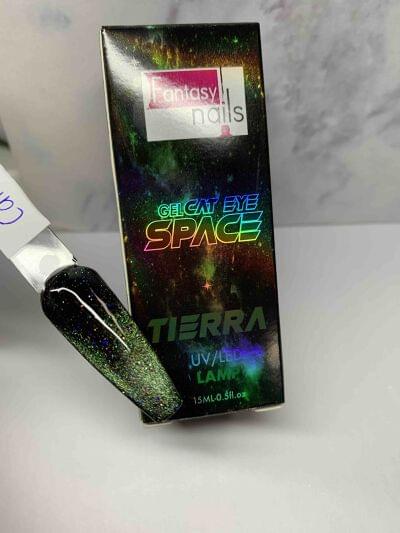 Fantasy
nails
GEL CAT EYE
SPACE
TIERRA
UV/LED
LAMP
15ML-0.5fl.oz